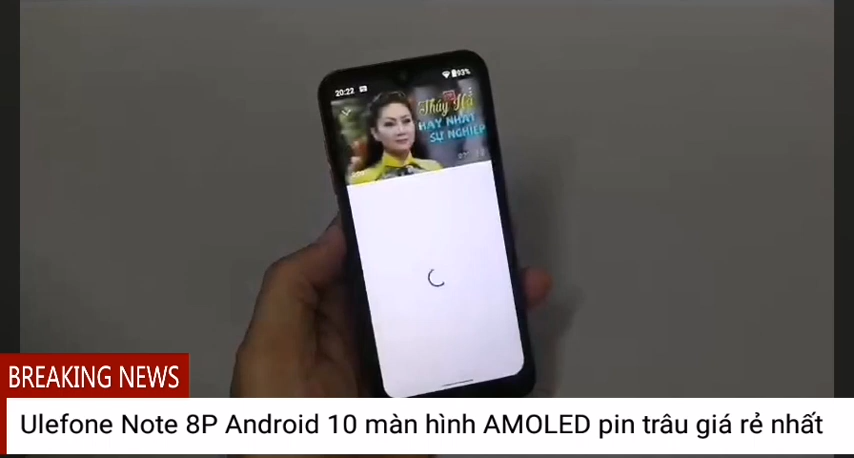 20:22
93%
Thúy Hà
HAY NHẤT
SỰ NGHIỆP
BREAKING NEWS
Ulefone Note 8P Android 10 màn hình AMOLED pin trâu giá rẻ nhất